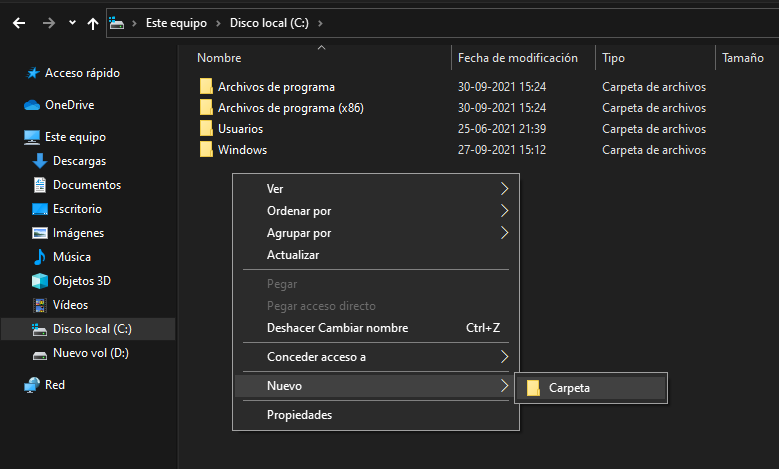 Este equipo > Disco local (C:) >
Nombre Fecha de modificación Tipo Tamaño
Acceso rápido
OneDrive
Este equipo
Descargas
Documentos
Escritorio
Imágenes
Música
Objetos 3D
Vídeos
Disco local (C:)
Nuevo vol (D:)
Red
Archivos de programa 30-09-2021 15:24 Carpeta de archivos
Archivos de programa (x86) 30-09-2021 15:24 Carpeta de archivos
Usuarios 25-06-2021 21:39 Carpeta de archivos
Windows 27-09-2021 15:12 Carpeta de archivos
Ver
Ordenar por
Agrupar por
Actualizar
Pegar
Pegar acceso directo
Deshacer Cambiar nombre Ctrl+Z
Conceder acceso a
Nuevo
Carpeta
Propiedades